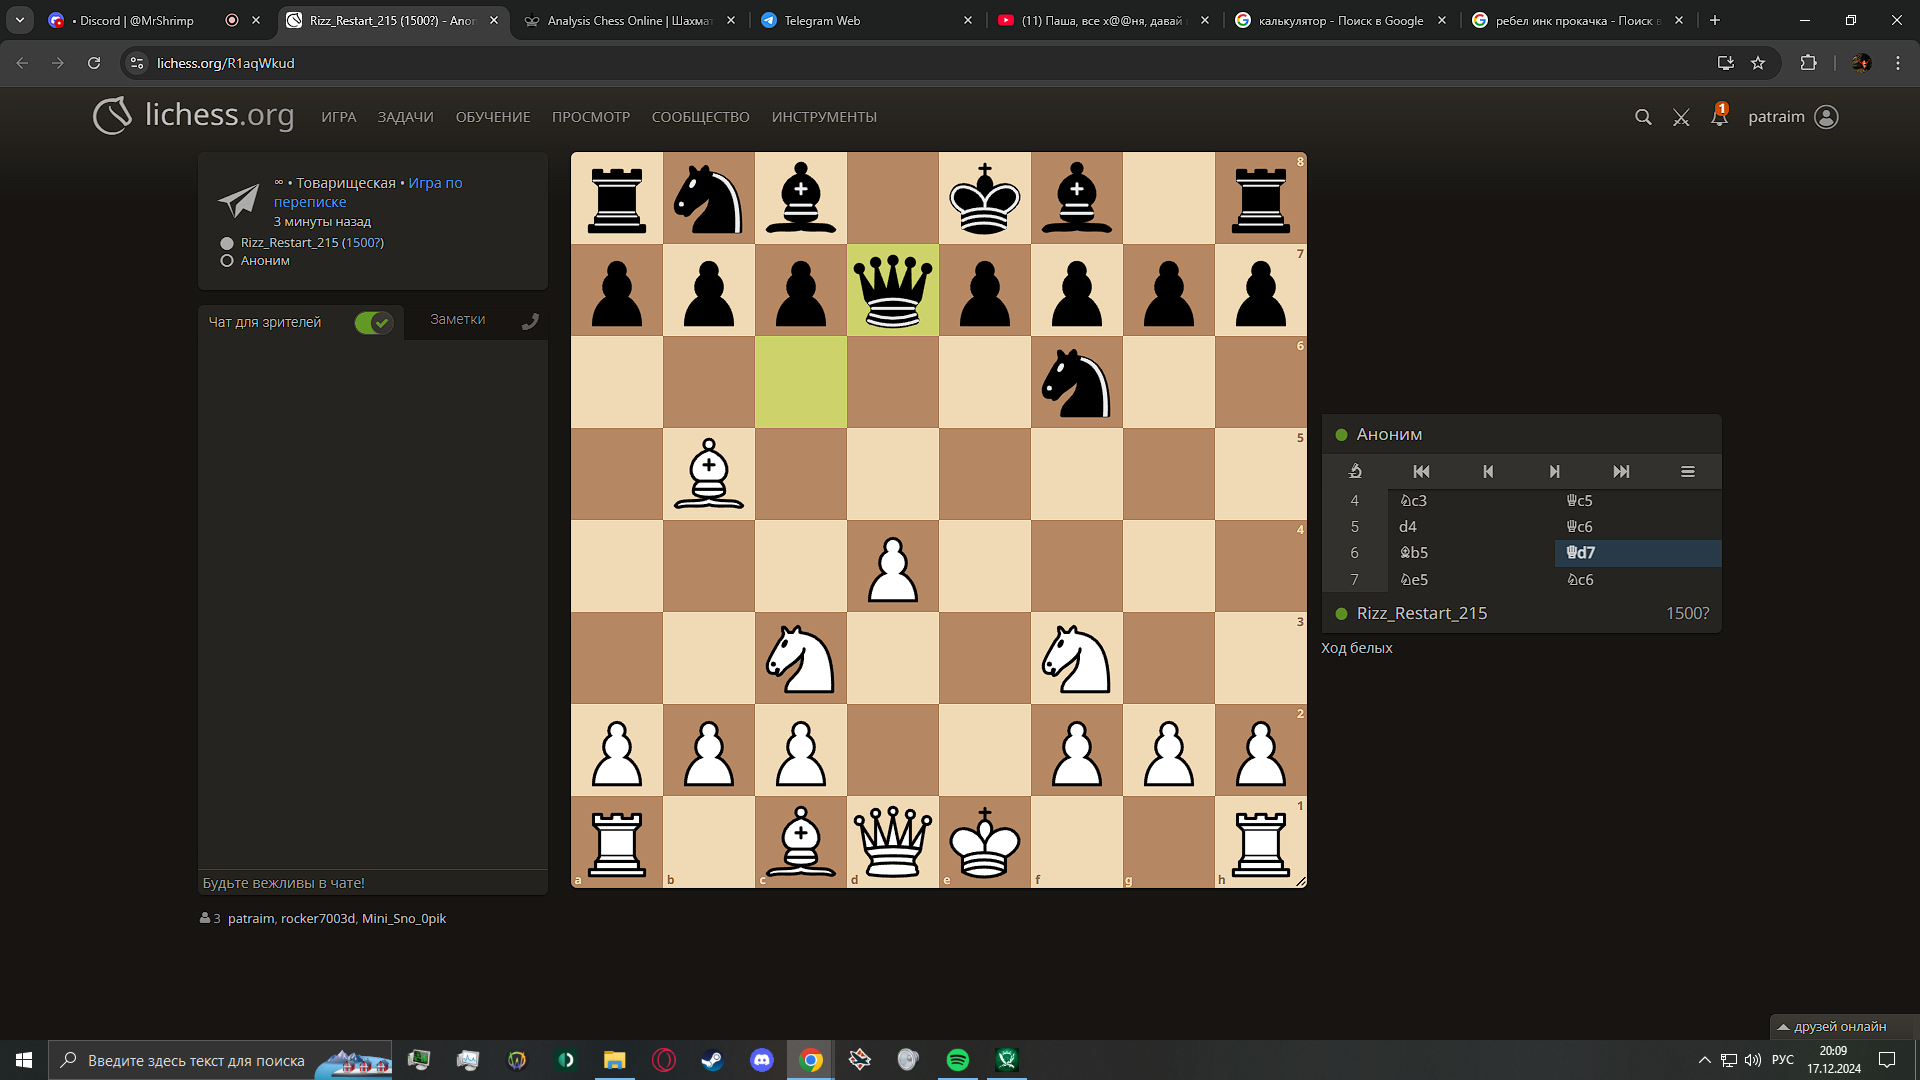 • Discord | @MrShrimp
Rizz_Restart_215 (1500?) - Анон
Analysis Chess Online | Шахмат
Telegram Web
(11) Паша, все х@@ня, давай
калькулятор - Поиск в Google
ребел инк прокачка - Поиск в
lichess.org/R1aqWkud
lichess.org
ИГРА
ЗАДАЧИ
ОБУЧЕНИЕ
ПРОСМОТР
СООБЩЕСТВО
ИНСТРУМЕНТЫ
1
patraim
∞ • Товарищеская • Игра по
переписке
3 минуты назад
Rizz_Restart_215 (1500?)
Аноним
Чат для зрителей
Заметки
Будьте вежливы в чате!
3 patraim, rocker7003d, Mini_Sno_0pik
8
7
6
5
4
3
2
1
a b c d e f g h
Аноним
4 ♘c3 ♕c5
5 d4 ♕c6
6 ♗b5 ♕d7
7 ♘e5 ♘c6
Rizz_Restart_215 1500?
Ход белых
друзей онлайн
Введите здесь текст для поиска
РУС
20:09
17.12.2024